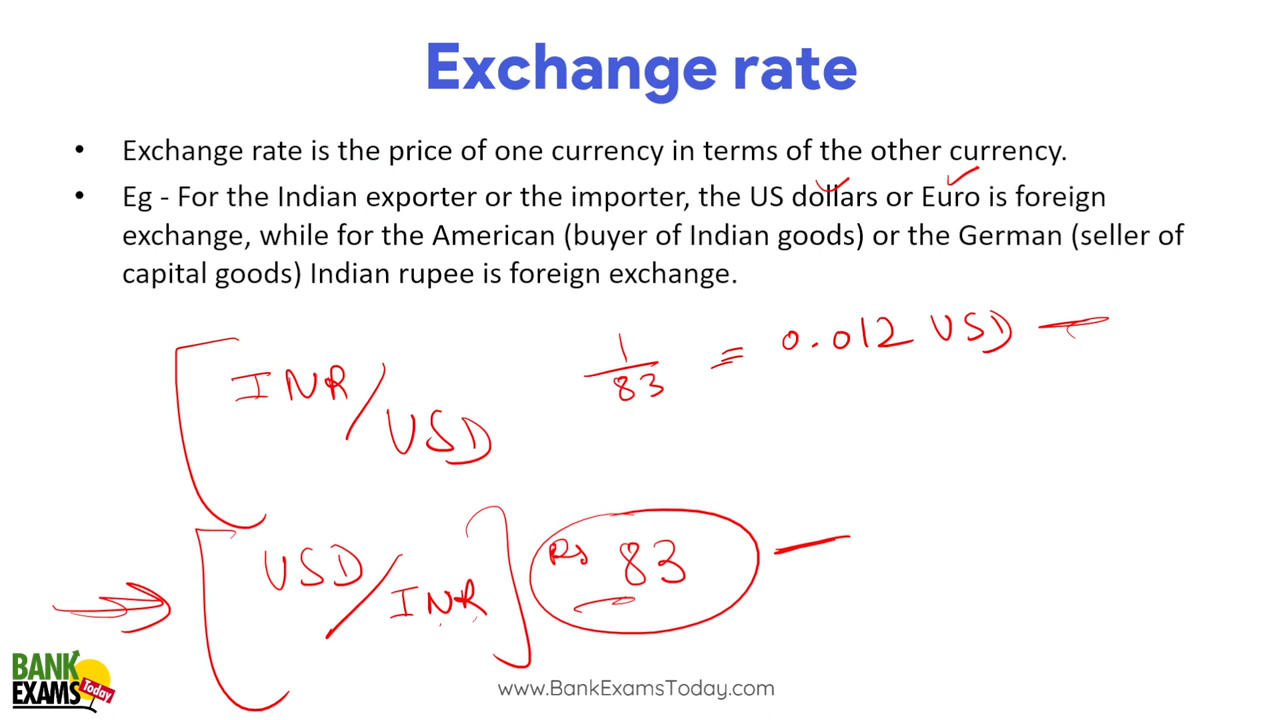 Exchange rate
• Exchange rate is the price of one currency in terms of the other currency.
• Eg - For the Indian exporter or the importer, the US dollars or Euro is foreign
exchange, while for the American (buyer of Indian goods) or the German (seller of
capital goods) Indian rupee is foreign exchange.
1/83 = 0.012 USD
INR/USD
USD/INR Rs 83
BANK
EXAMS Today
www.BankExamsToday.com